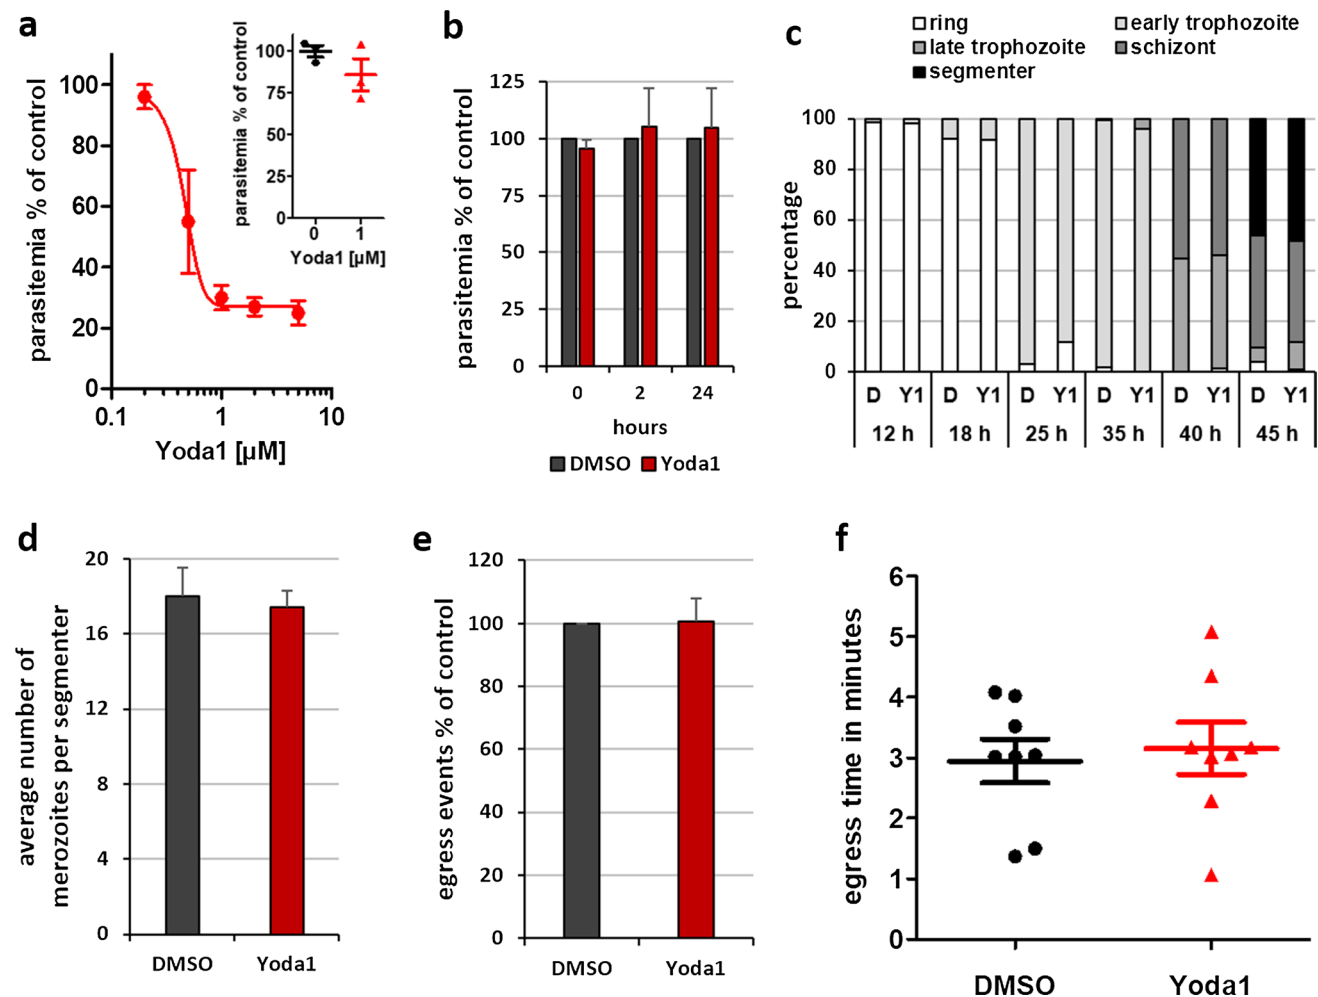 a
parasitemia % of control
100
80
60
40
20
0
0.1
1
10
Yoda1 [µM]
parasitemia % of control
100
75
50
25
0
0
1
Yoda1 [µM]
b
parasitemia % of control
125
100
75
50
25
0
0
2
24
hours
DMSO
Yoda1
c
ring
early trophozoite
late trophozoite
schizont
segmenter
percentage
100
80
60
40
20
0
D Y1 D Y1 D Y1 D Y1 D Y1 D Y1
12 h 18 h 25 h 35 h 40 h 45 h
d
average number of
merozoites per segmenter
20
16
12
8
4
0
DMSO
Yoda1
e
egress events % of control
120
100
80
60
40
20
0
DMSO
Yoda1
f
egress time in minutes
6
5
4
3
2
1
0
DMSO
Yoda1